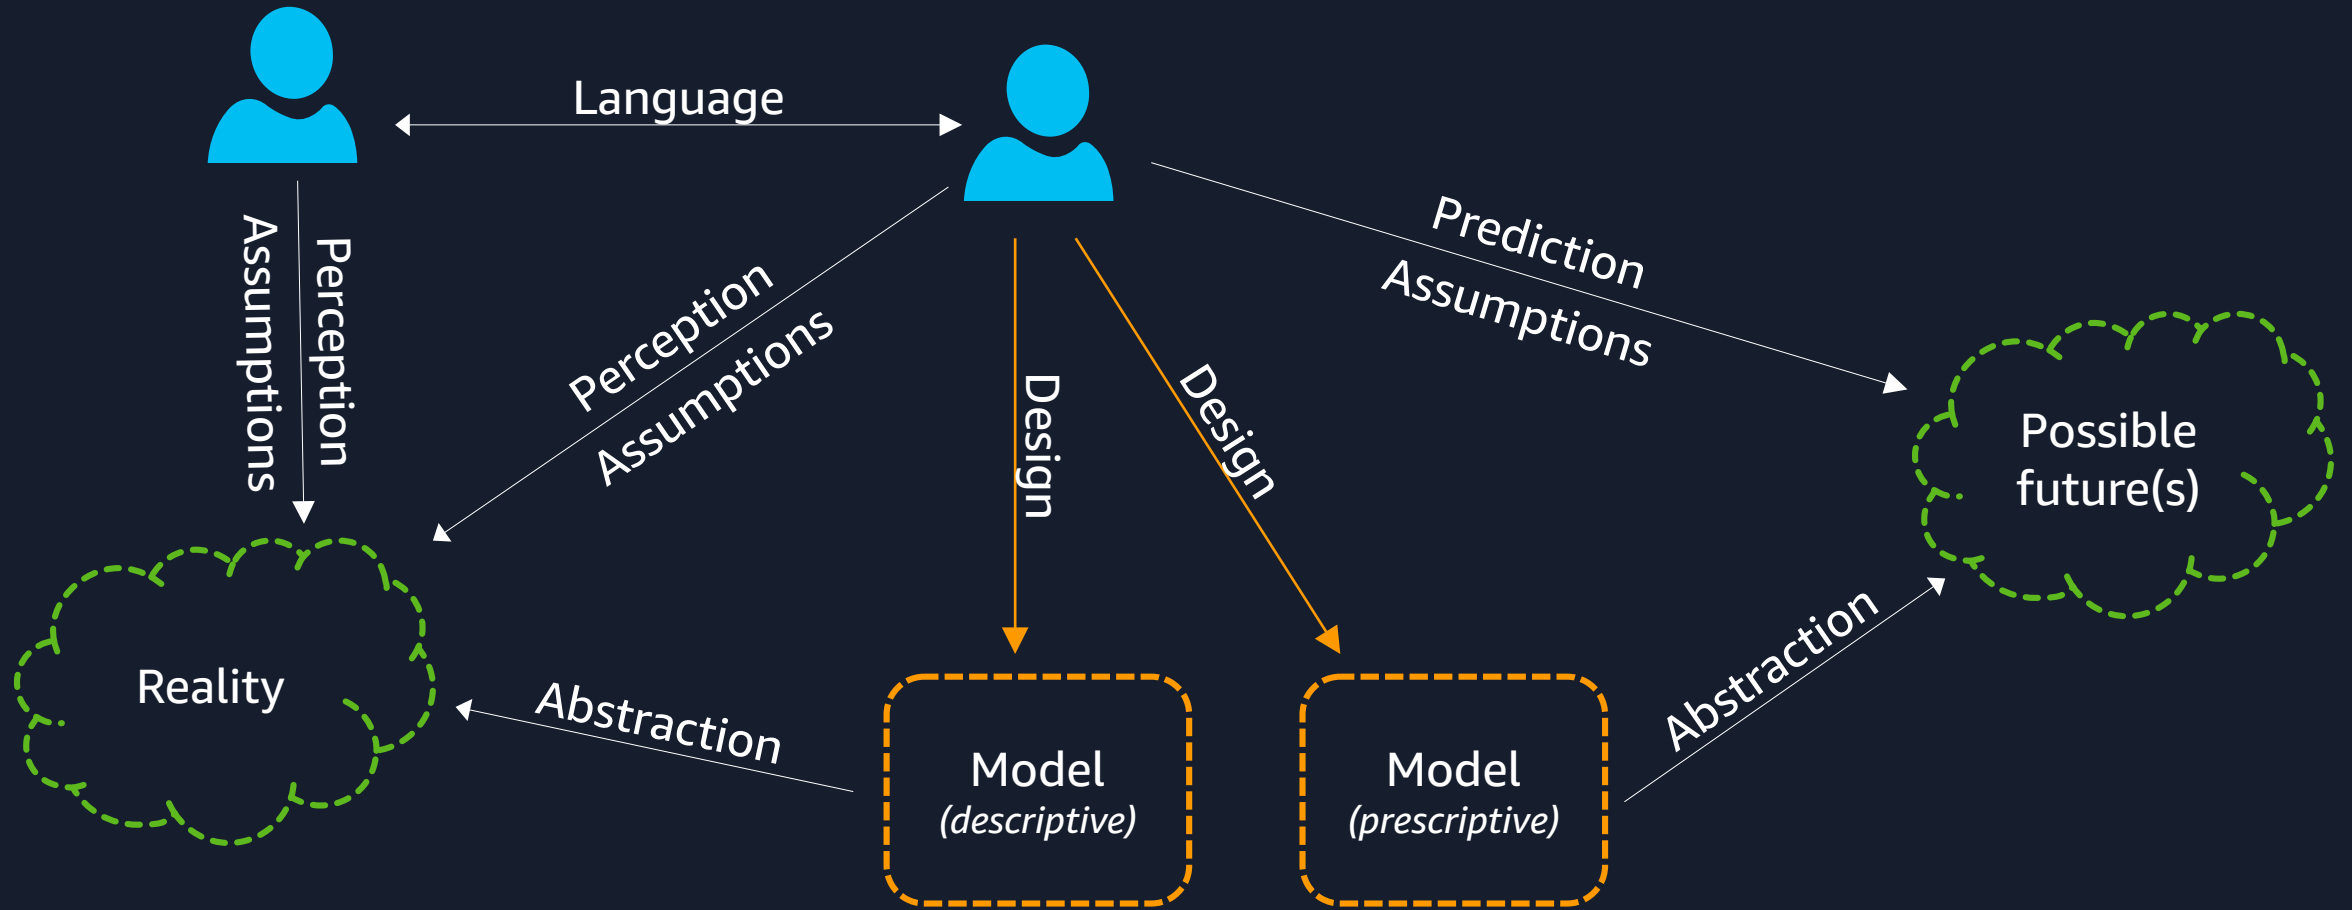 Language
Perception
Assumptions
Perception
Assumptions
Design
Design
Prediction
Assumptions
Possible
future(s)
Reality
Abstraction
Model
(descriptive)
Model
(prescriptive)
Abstraction